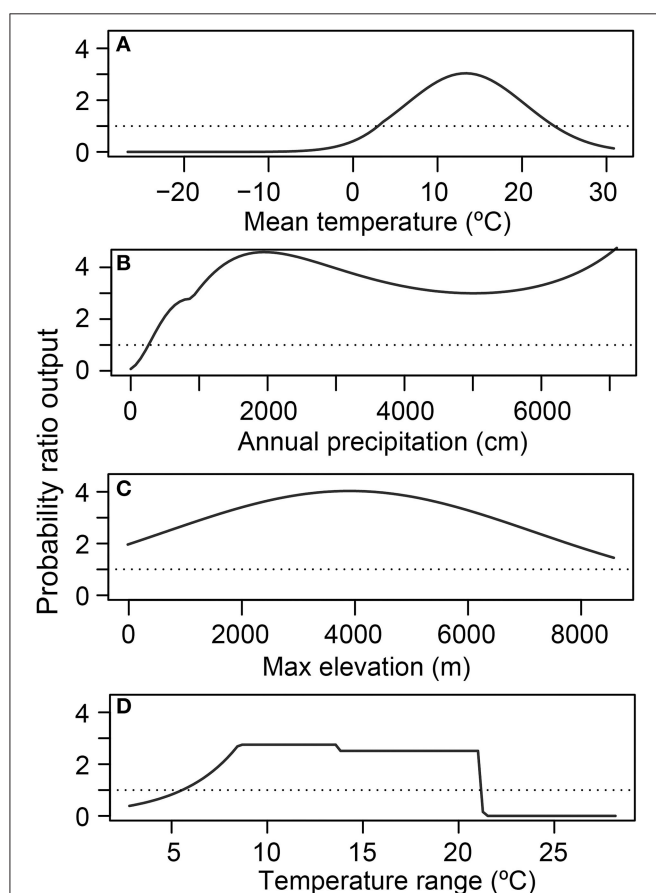 Probability ratio output
A
4
2
0
−20 −10 0 10 20 30
Mean temperature (ºC)
B
4
2
0
0 2000 4000 6000
Annual precipitation (cm)
C
4
2
0
0 2000 4000 6000 8000
Max elevation (m)
D
4
2
0
5 10 15 20 25
Temperature range (ºC)